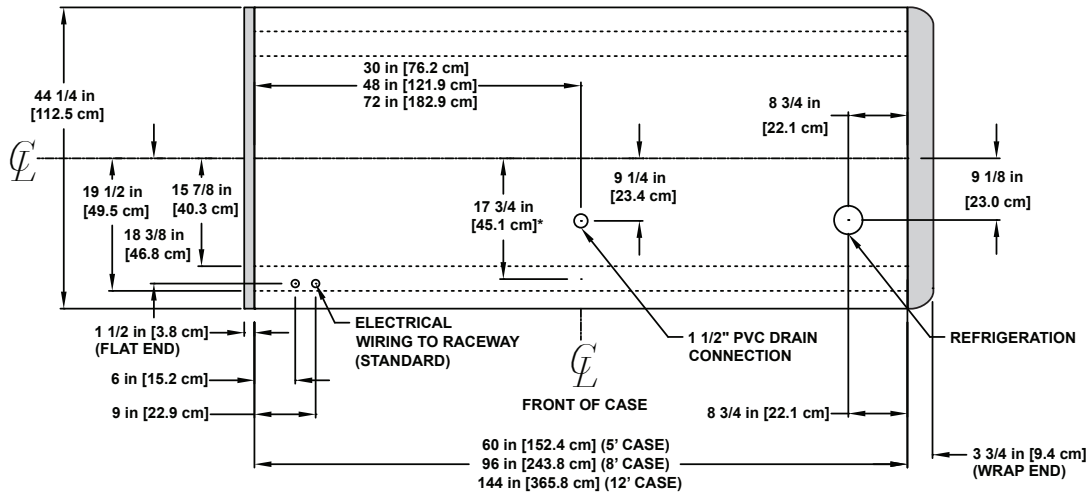 30 in [76.2 cm]
48 in [121.9 cm]
72 in [182.9 cm]
44 1/4 in
[112.5 cm]
8 3/4 in
[22.1 cm]
CL
19 1/2 in
[49.5 cm]
15 7/8 in
[40.3 cm]
18 3/8 in
[46.8 cm]
17 3/4 in
[45.1 cm]*
9 1/4 in
[23.4 cm]
9 1/8 in
[23.0 cm]
1 1/2 in [3.8 cm]
(FLAT END)
ELECTRICAL
WIRING TO RACEWAY
(STANDARD)
1 1/2" PVC DRAIN
CONNECTION
REFRIGERATION
6 in [15.2 cm]
CL
9 in [22.9 cm]
FRONT OF CASE
8 3/4 in [22.1 cm]
60 in [152.4 cm] (5' CASE)
96 in [243.8 cm] (8' CASE)
144 in [365.8 cm] (12' CASE)
3 3/4 in [9.4 cm]
(WRAP END)